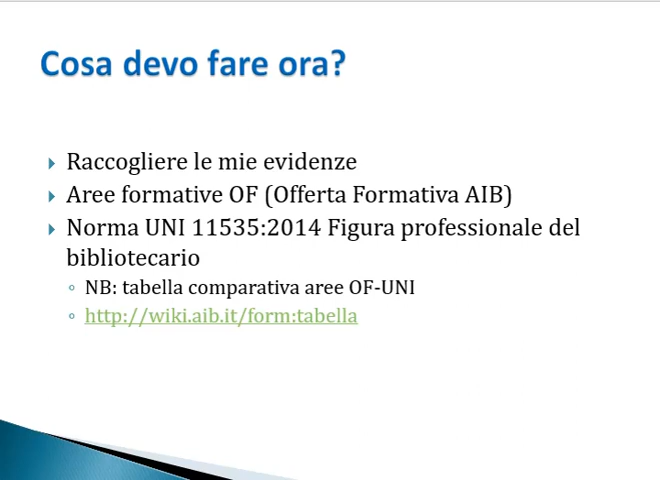 Cosa devo fare ora?
Raccogliere le mie evidenze
Aree formative OF (Offerta Formativa AIB)
Norma UNI 11535:2014 Figura professionale del
bibliotecario
NB: tabella comparativa aree OF-UNI
http://wiki.aib.it/form:tabella